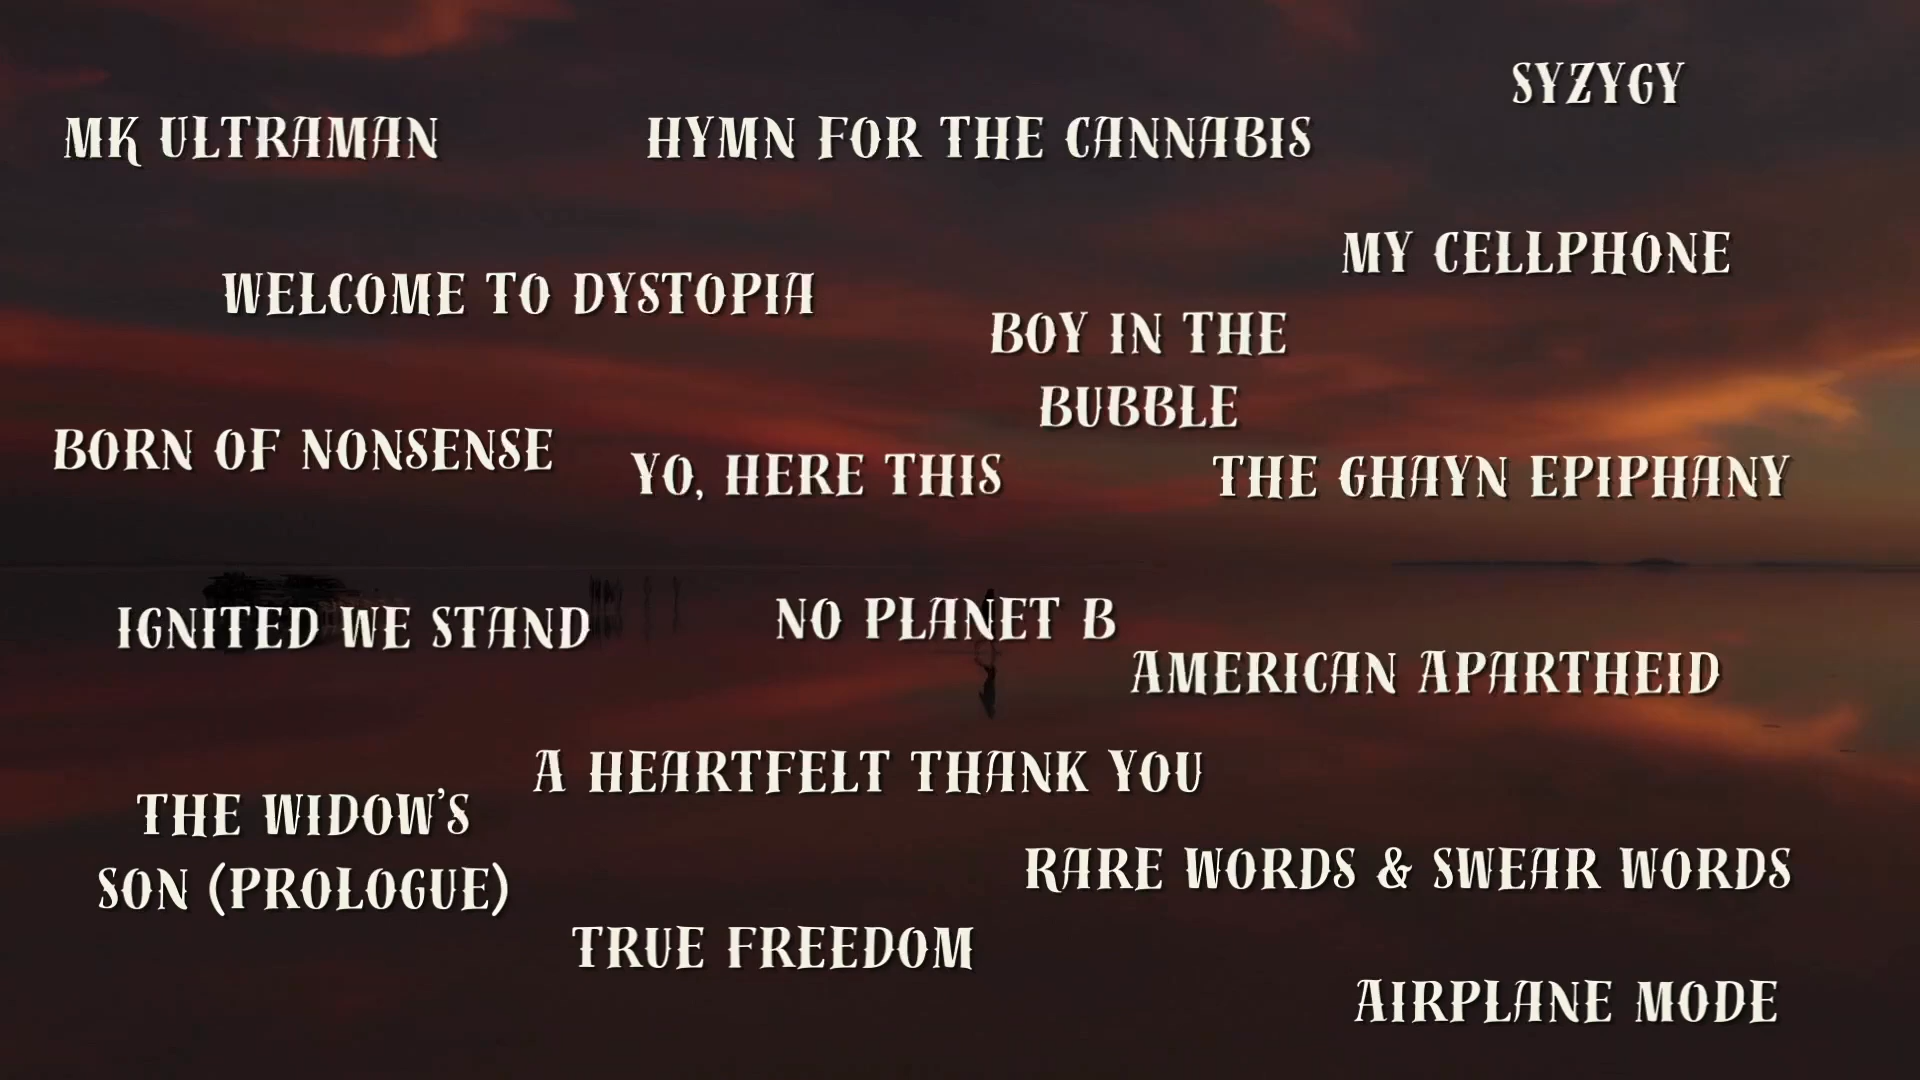 SYZYGY
MK ULTRAMAN
HYMN FOR THE CANNABIS
MY CELLPHONE
WELCOME TO DYSTOPIA
BOY IN THE
BUBBLE
BORN OF NONSENSE
YO, HERE THIS
THE GHAYN EPIPHANY
IGNITED WE STAND
NO PLANET B
AMERICAN APARTHEID
A HEARTFELT THANK YOU
THE WIDOW'S
SON (PROLOGUE)
RARE WORDS & SWEAR WORDS
TRUE FREEDOM
AIRPLANE MODE